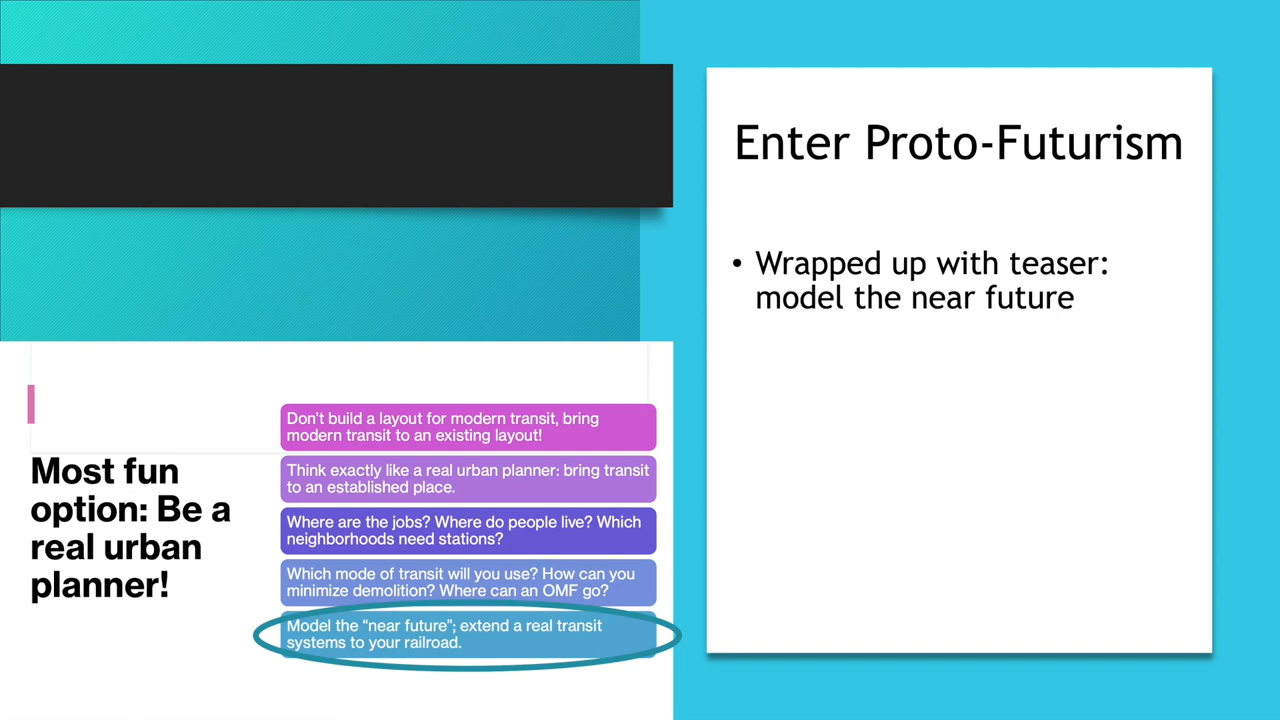 Enter Proto-Futurism
• Wrapped up with teaser:
model the near future
Most fun
option: Be a
real urban
planner!
Don’t build a layout for modern transit, bring
modern transit to an existing layout!
Think exactly like a real urban planner: bring transit
to an established place.
Where are the jobs? Where do people live? Which
neighborhoods need stations?
Which mode of transit will you use? How can you
minimize demolition? Where can an OMF go?
Model the “near future”; extend a real transit
systems to your railroad.